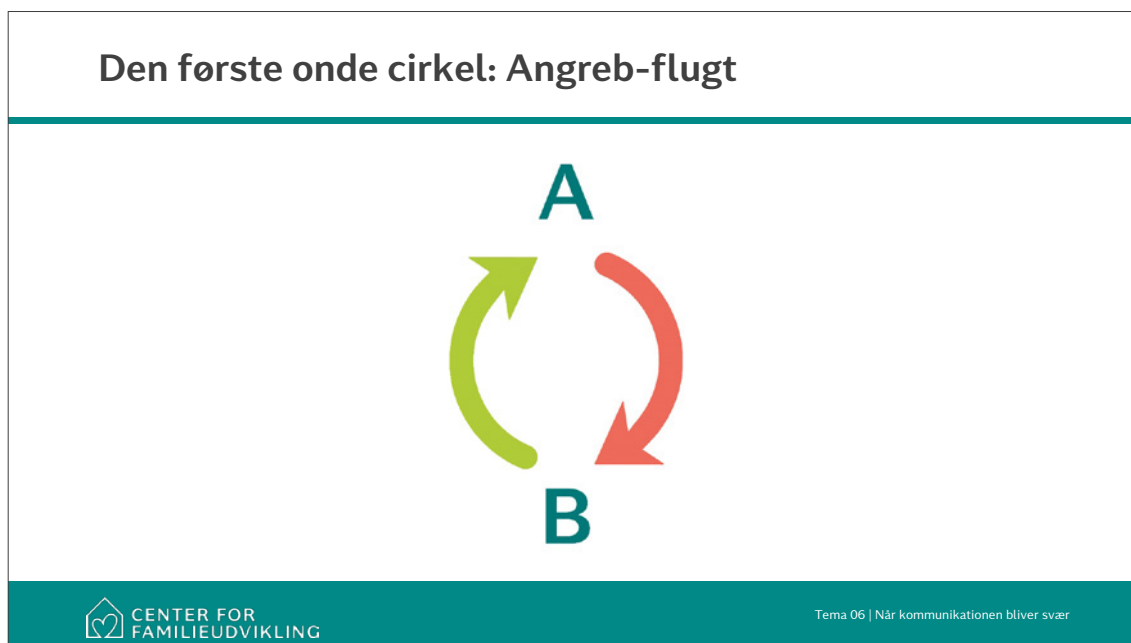 Den første onde cirkel: Angreb-flugt
A
B
CENTER FOR
FAMILIEUDVIKLING
Tema 06 | Når kommunikationen bliver svær